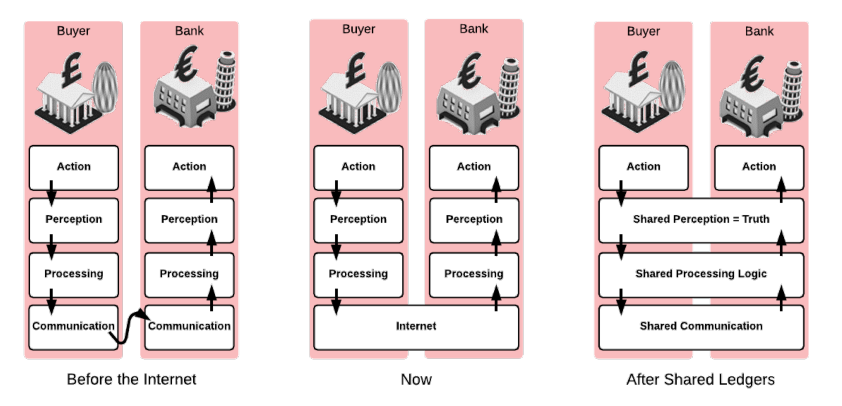 Buyer
Bank
£
€
Action
Action
Perception
Perception
Processing
Processing
Communication
Communication
Before the Internet
Buyer
Bank
£
€
Action
Action
Perception
Perception
Processing
Processing
Internet
Now
Buyer
Bank
£
€
Action
Action
Shared Perception = Truth
Shared Processing Logic
Shared Communication
After Shared Ledgers